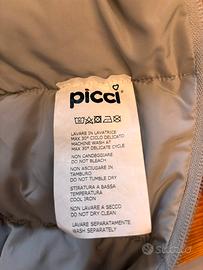 picci
LAVARE IN LAVATRICE
MAX 30° CICLO DELICATO
MACHINE WASH AT
MAX 30° DELICATE CYCLE
NON CANDEGGIARE
DO NOT BLEACH
NON ASCIUGARE IN
TAMBURO
DO NOT TUMBLE DRY
STIRATURA A BASSA
TEMPERATURA
COOL IRON
NON LAVARE A SECCO
DO NOT DRY CLEAN
LAVARE SEPARATAMENTE
WASH SEPARATELY
subito